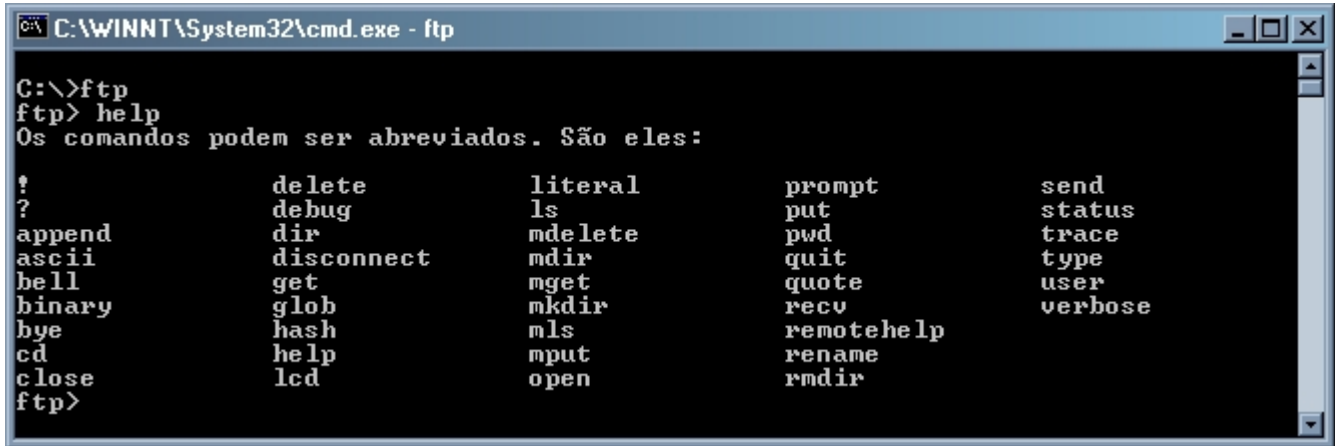 C:\WINNT\System32\cmd.exe - ftp
C:\>ftp
ftp> help
Os comandos podem ser abreviados. São eles:
! delete literal prompt send
? debug ls put status
append dir mdelete pwd trace
ascii disconnect mdir quit type
bell get mget quote user
binary glob mkdir recv verbose
bye hash mls remotehelp
cd help mput rename
close lcd open rmdir
ftp>